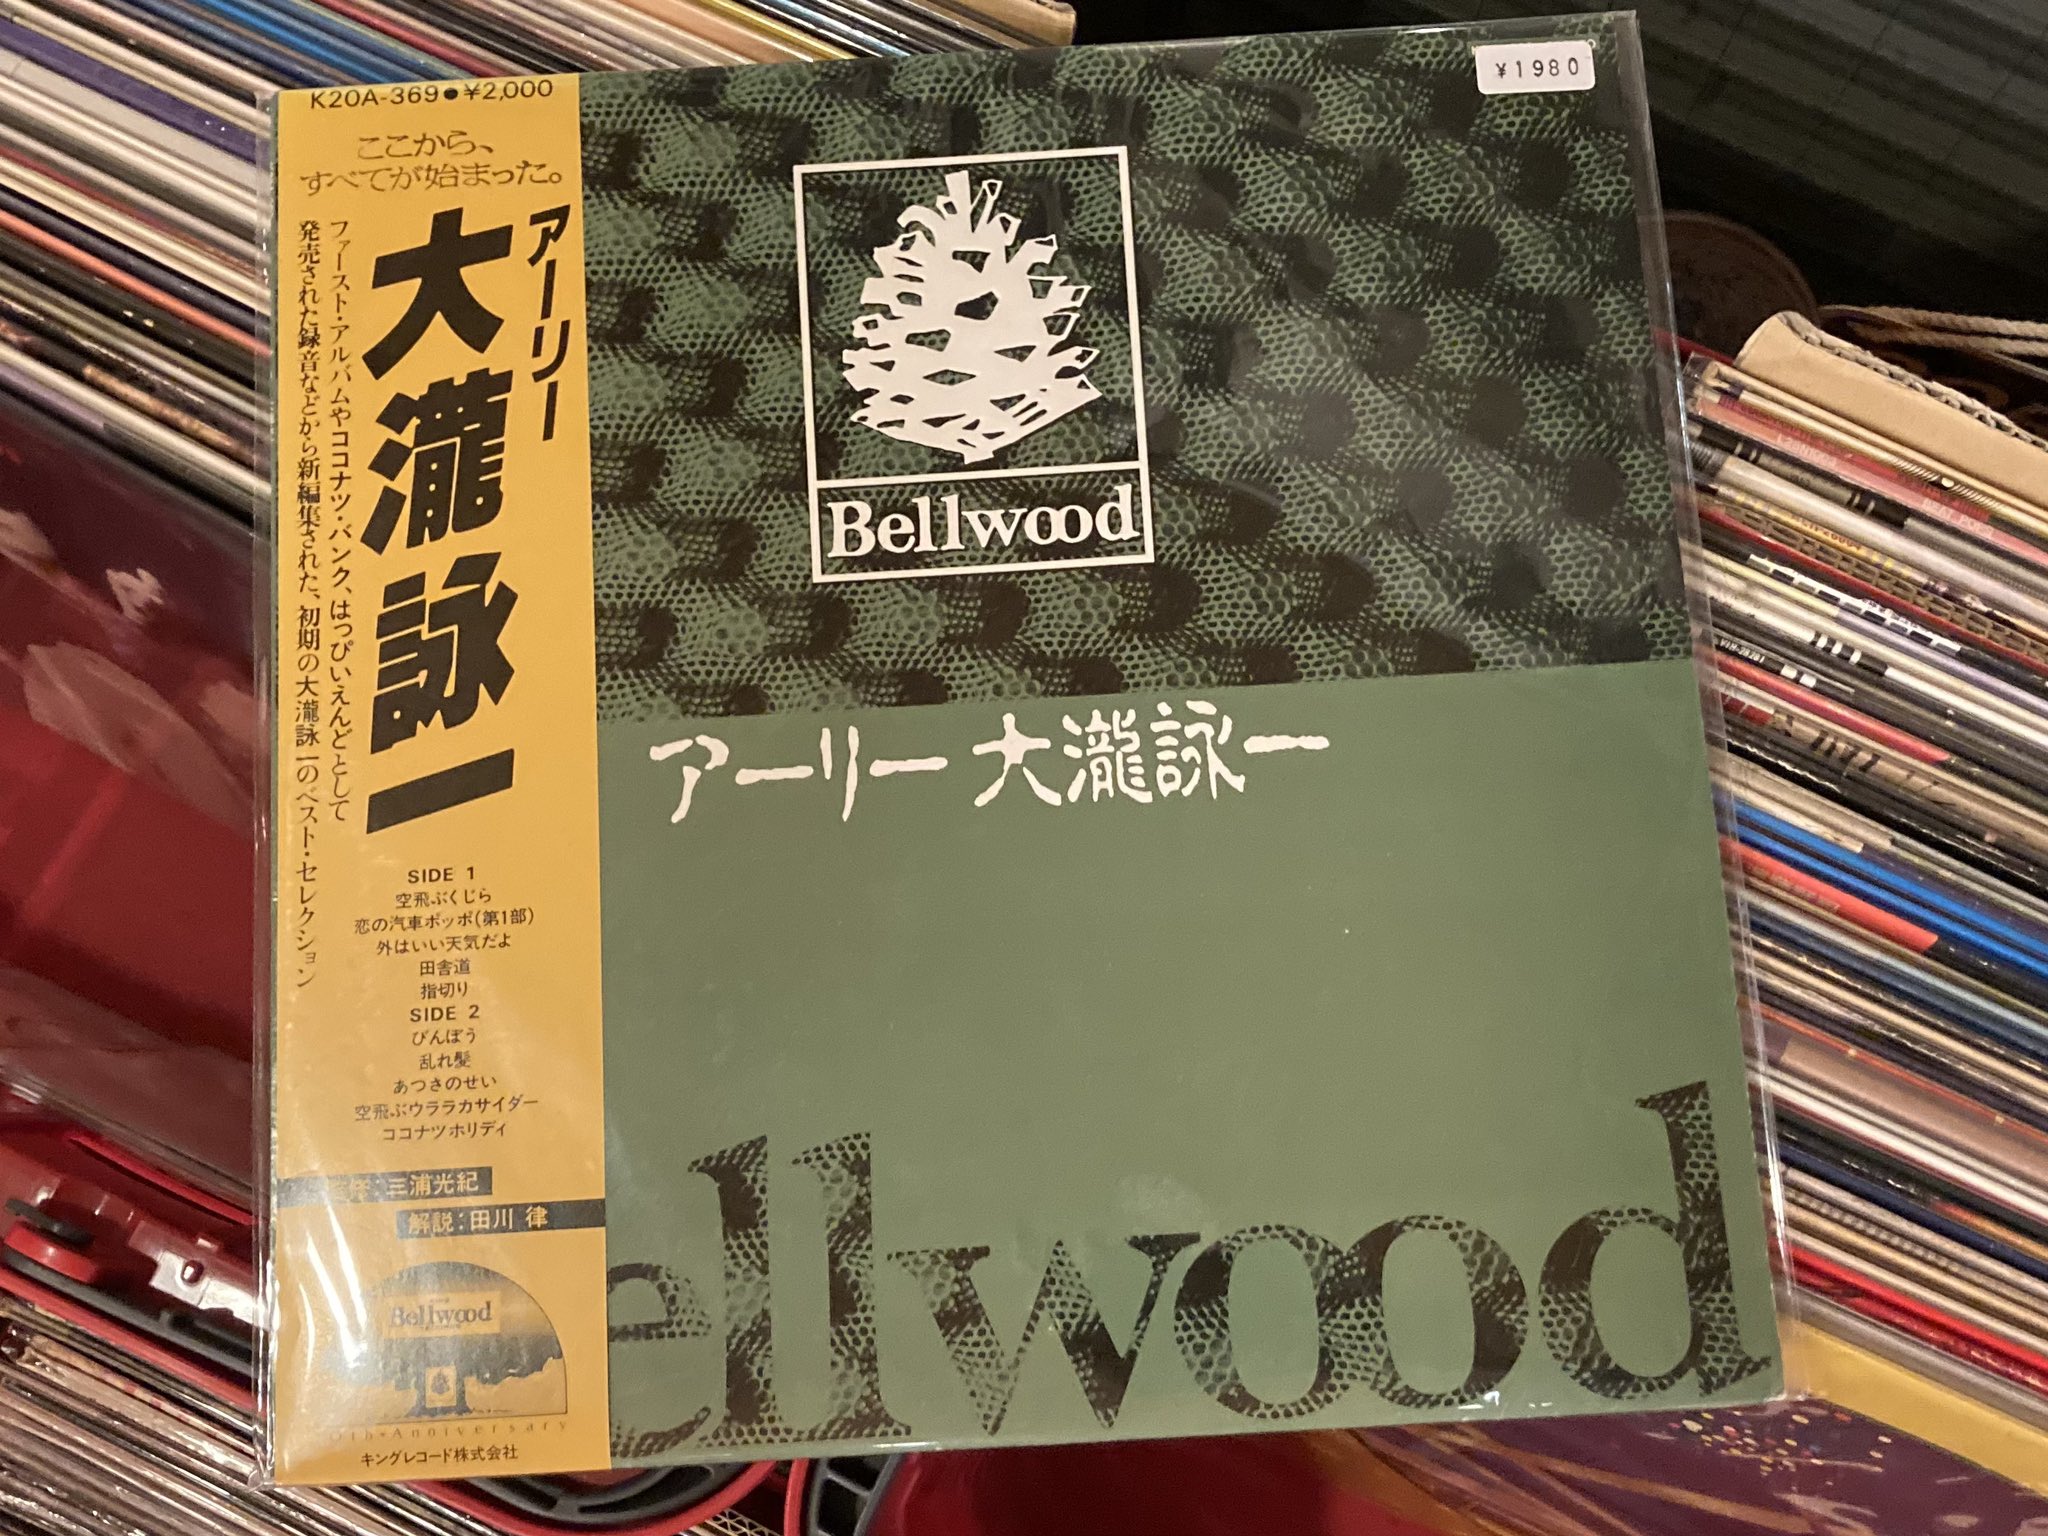 K20A-369●¥2,000
ここから、
すべてが始まった。
アーリー
大瀧詠一
ファースト・アルバムやココナツ・バンク、はっぴいえんどとして
発売された録音などから新編集された、初期の大瀧詠一のベスト・セレクション
SIDE 1
空飛ぶくじら
恋の汽車ポッポ(第1部)
外はいい天気だよ
田舎道
指切り
SIDE 2
びんぼう
乱れ髪
あつさのせい
空飛ぶウララカサイダー
ココナツホリディ
三浦光紀
解説:田川 律
Bellwood
Anniversary
キングレコード株式会社
¥1980
Bellwood
アーリー 大瀧詠一
ellwood
VIH-28261